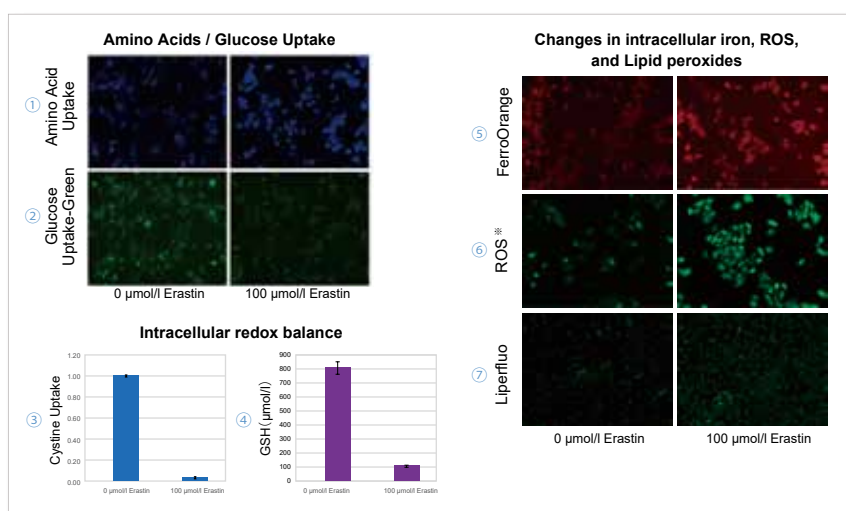 Amino Acids / Glucose Uptake
① Amino Acid
Uptake
② Glucose
Uptake-Green
0 μmol/l Erastin
100 μmol/l Erastin
Intracellular redox balance
③ Cystine Uptake
1.20
1.00
0.80
0.60
0.40
0.20
0.00
0 μmol/l Erastin
100 μmol/l Erastin
④ GSH(μmol/l)
900
800
700
600
500
400
300
200
100
0
0 μmol/l Erastin
100 μmol/l Erastin
Changes in intracellular iron, ROS,
and Lipid peroxides
⑤ FerroOrange
⑥ ROS※
⑦ Liperfluo
0 μmol/l Erastin
100 μmol/l Erastin